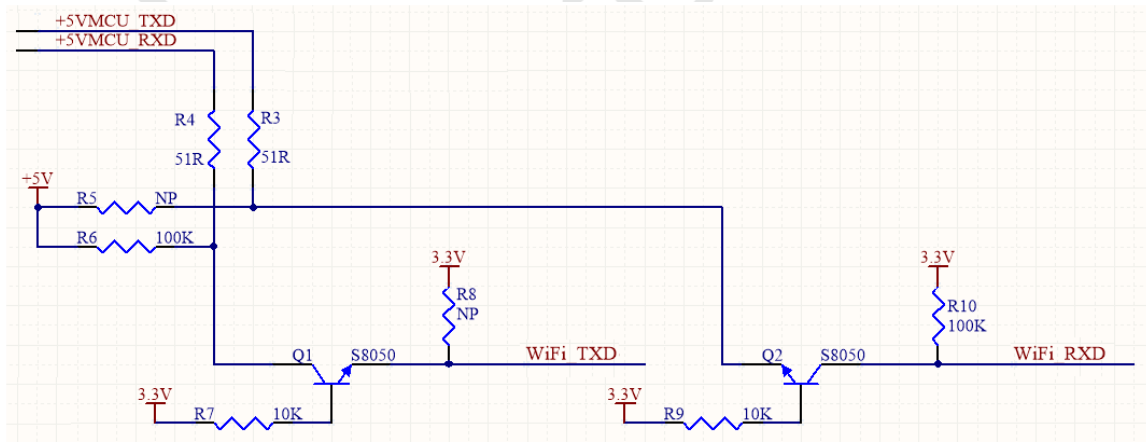 +5VMCU_TXD
+5VMCU_RXD
R4
R3
51R
51R
+5V
R5
NP
R6
100K
3.3V
R8
NP
3.3V
R10
100K
Q1
S8050
WiFi_TXD
Q2
S8050
WiFi_RXD
3.3V
R7
10K
3.3V
R9
10K